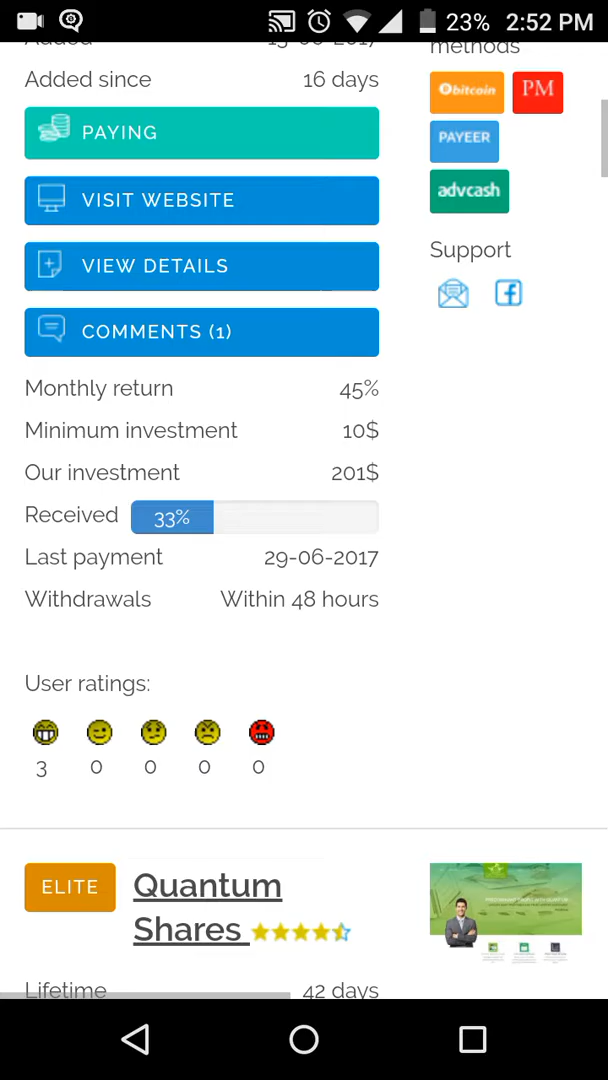 23% 2:52 PM
methods
Added since 16 days
bitcoin PM
PAYING
PAYEER
advcash
VISIT WEBSITE
Support
VIEW DETAILS
COMMENTS (1)
Monthly return 45%
Minimum investment 10$
Our investment 201$
Received 33%
Last payment 29-06-2017
Withdrawals Within 48 hours
User ratings:
3 0 0 0 0
ELITE Quantum
Shares
Lifetime 42 days